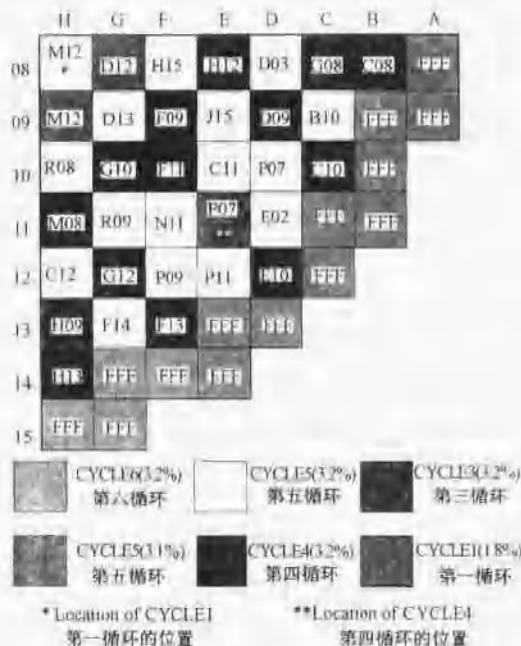 H G F E D C B A
08 M12 * D12 H15 H12 D03 G08 C08 FFF
09 M12 D13 F09 J15 D09 B10 FFF FFF
10 R08 G10 F11 C11 P07 C10 FFF
11 M08 R09 N11 P07 ** E02 FFF FFF
12 C12 G12 P09 P11 E10 FFF
13 H09 F14 F13 FFF FFF
14 H13 FFF FFF FFF
15 FFF FFF
CYCLE6(3.2%) CYCLE5(3.2%) CYCLE3(3.2%)
第六循环 第五循环 第三循环
CYCLE5(3.1%) CYCLE4(3.2%) CYCLE1(1.8%)
第五循环 第四循环 第一循环
*Location of CYCLE1 **Location of CYCLE4
第一循环的位置 第四循环的位置